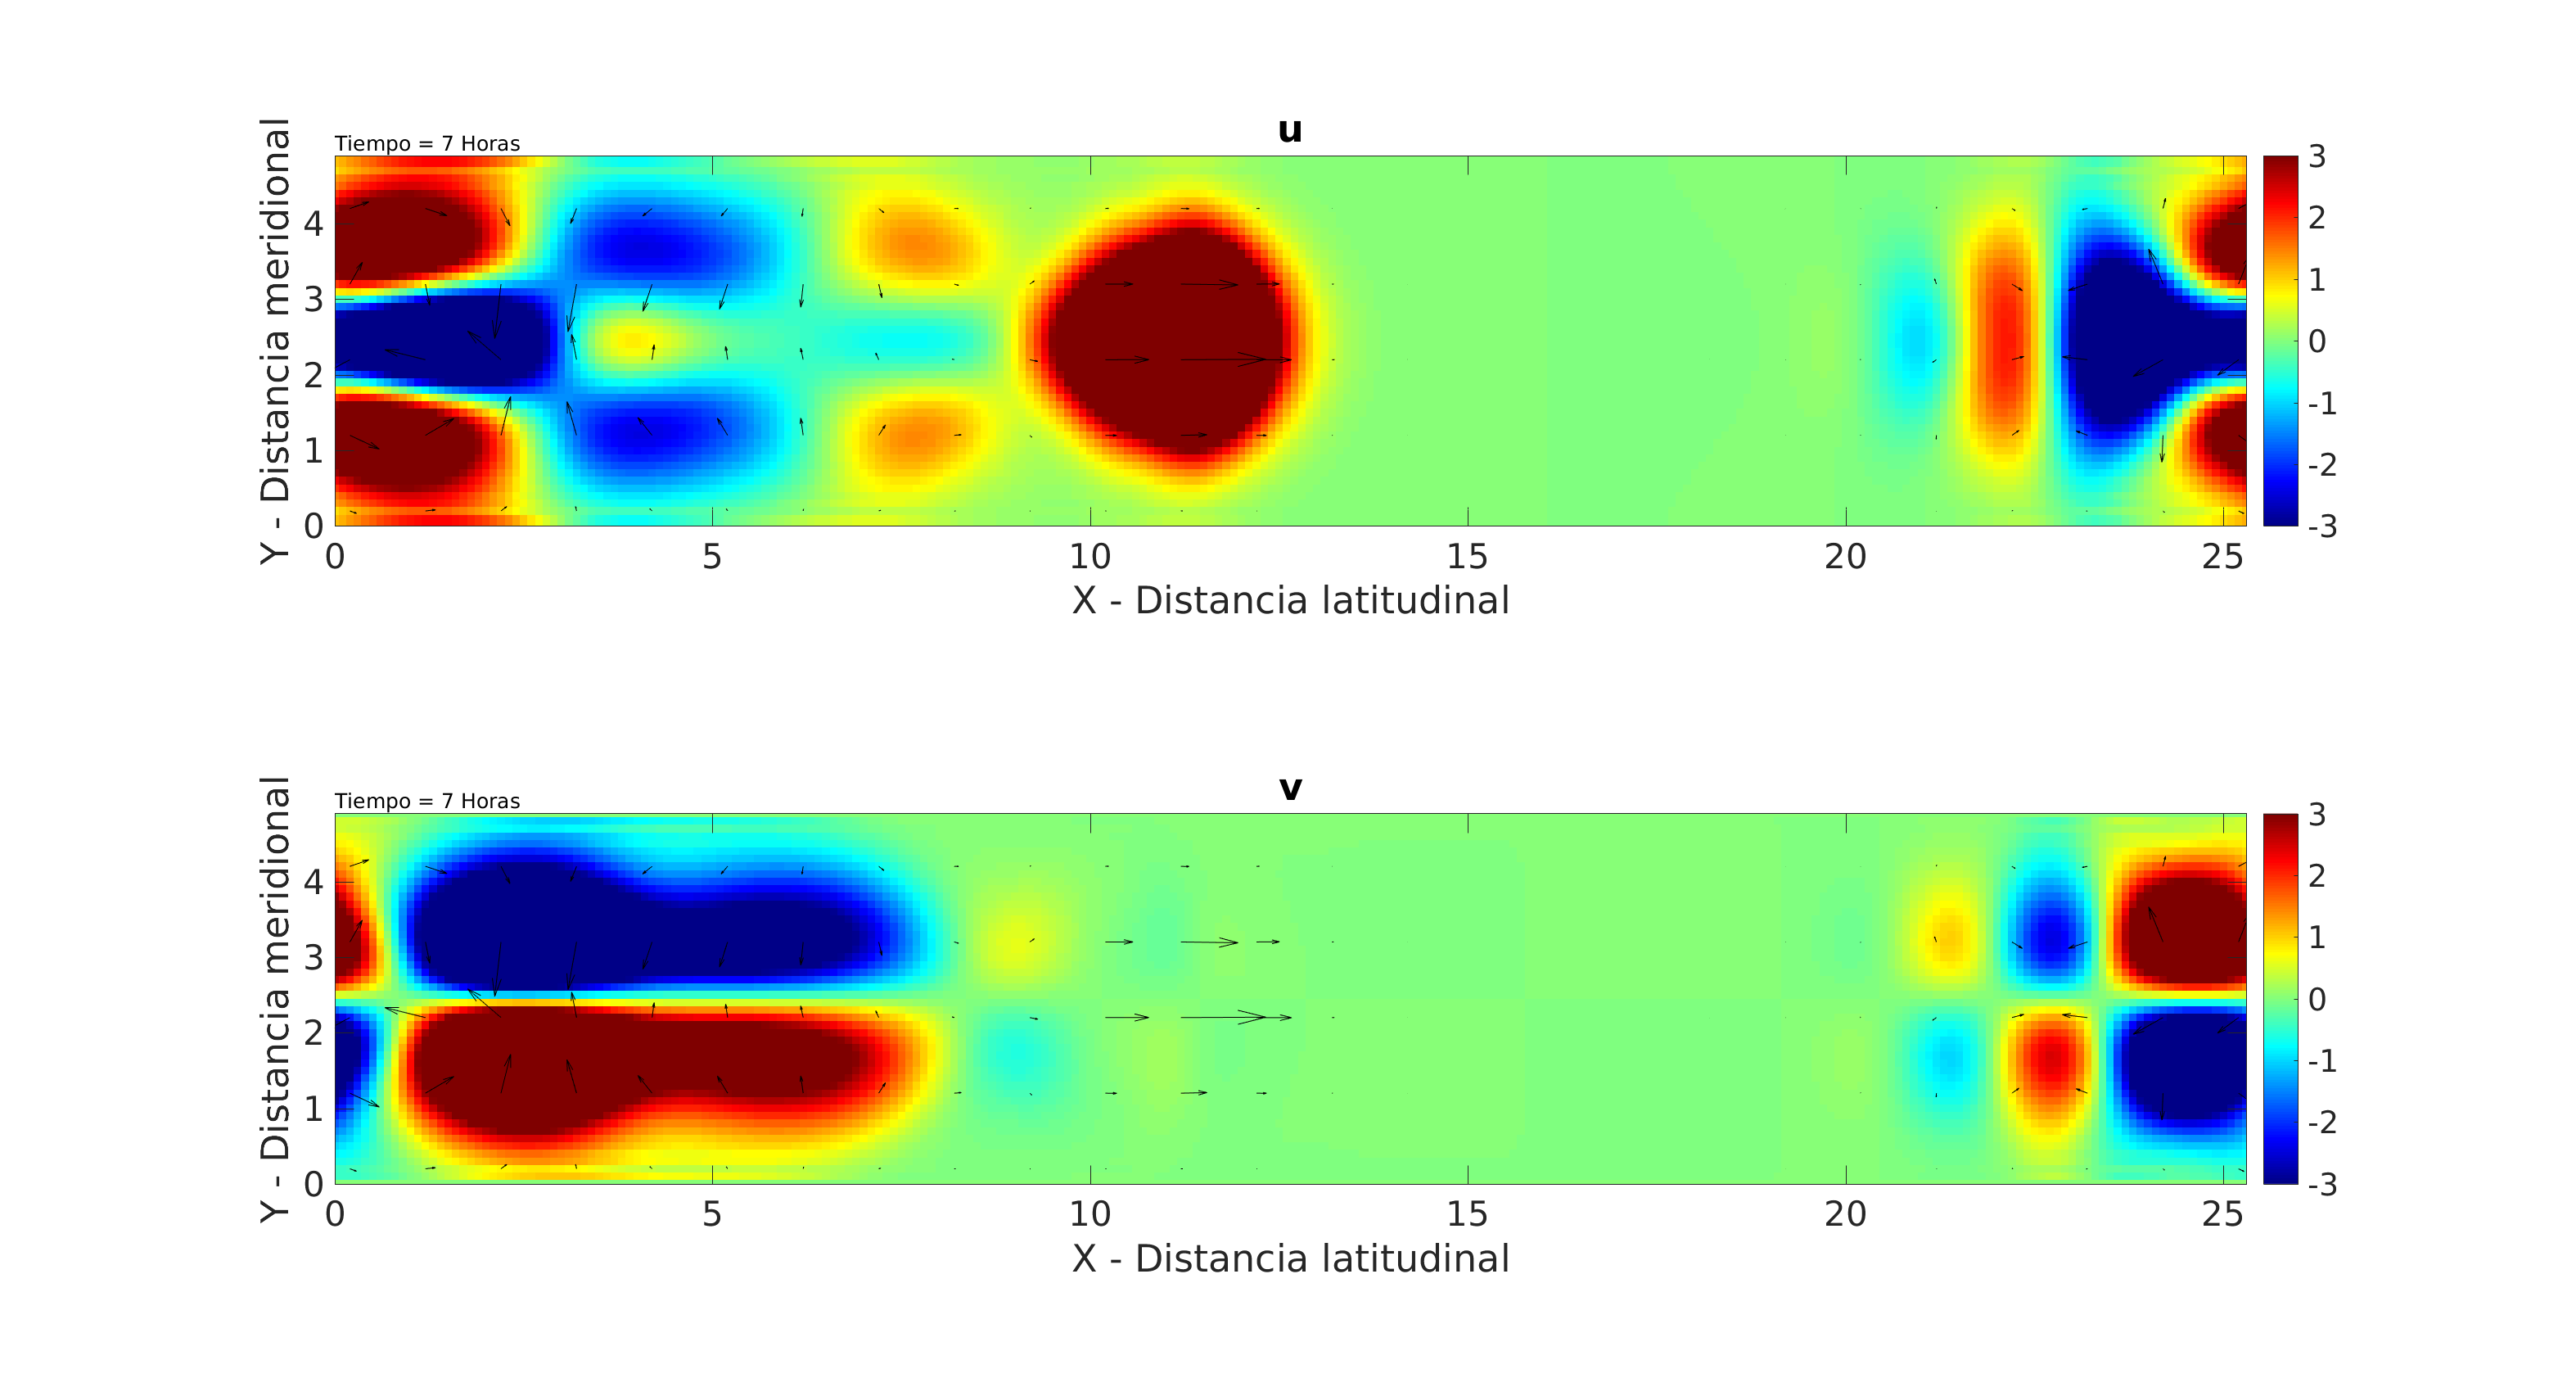 u
Tiempo = 7 Horas
Y - Distancia meridional
4
3
2
1
0
0 5 10 15 20 25
X - Distancia latitudinal
3
2
1
0
-1
-2
-3
v
Tiempo = 7 Horas
Y - Distancia meridional
4
3
2
1
0
0 5 10 15 20 25
X - Distancia latitudinal
3
2
1
0
-1
-2
-3